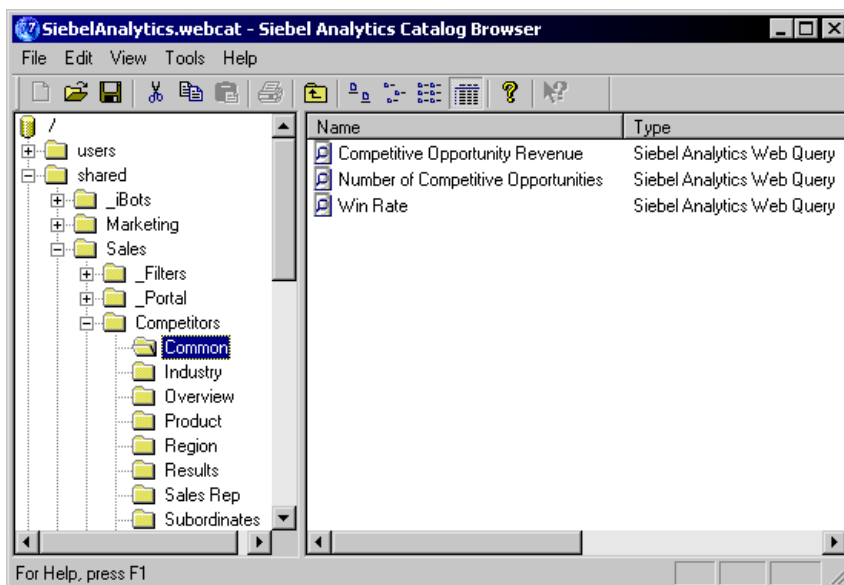 SiebelAnalytics.webcat - Siebel Analytics Catalog Browser
File Edit View Tools Help
/
users
shared
_iBots
Marketing
Sales
_Filters
_Portal
Competitors
Common
Industry
Overview
Product
Region
Results
Sales Rep
Subordinates
Name Type
Competitive Opportunity Revenue Siebel Analytics Web Query
Number of Competitive Opportunities Siebel Analytics Web Query
Win Rate Siebel Analytics Web Query
For Help, press F1